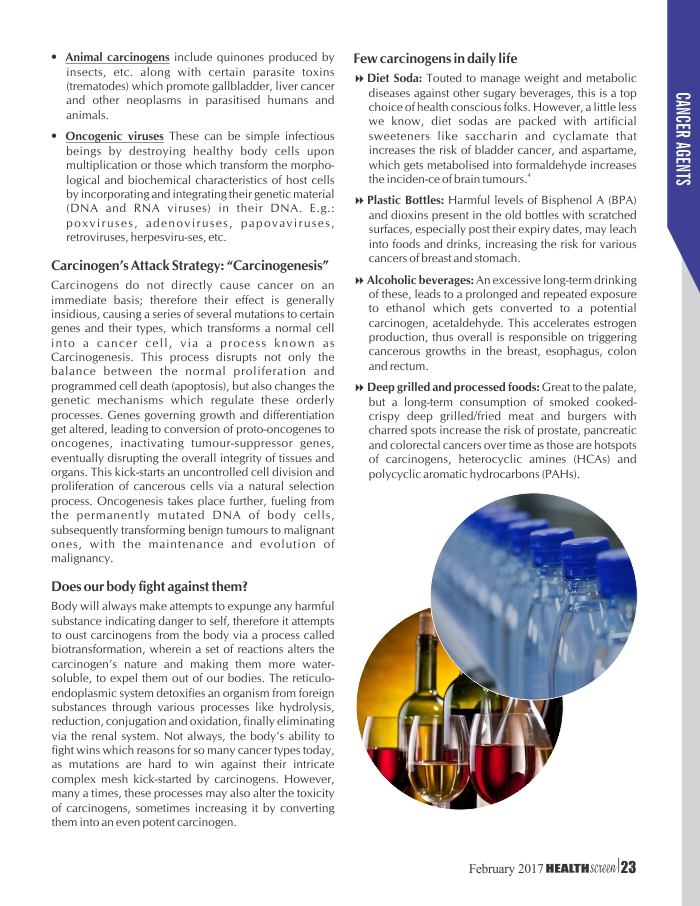 • Animal carcinogens include quinones produced by
insects, etc. along with certain parasite toxins
(trematodes) which promote gallbladder, liver cancer
and other neoplasms in parasitised humans and
animals.
• Oncogenic viruses These can be simple infectious
beings by destroying healthy body cells upon
multiplication or those which transform the morpho-
logical and biochemical characteristics of host cells
by incorporating and integrating their genetic material
(DNA and RNA viruses) in their DNA. E.g.:
poxviruses, adenoviruses, papovaviruses,
retroviruses, herpesviru-ses, etc.
Carcinogen's Attack Strategy: "Carcinogenesis"
Carcinogens do not directly cause cancer on an
immediate basis; therefore their effect is generally
insidious, causing a series of several mutations to certain
genes and their types, which transforms a normal cell
into a cancer cell, via a process known as
Carcinogenesis. This process disrupts not only the
balance between the normal proliferation and
programmed cell death (apoptosis), but also changes the
genetic mechanisms which regulate these orderly
processes. Genes governing growth and differentiation
get altered, leading to conversion of proto-oncogenes to
oncogenes, inactivating tumour-suppressor genes,
eventually disrupting the overall integrity of tissues and
organs. This kick-starts an uncontrolled cell division and
proliferation of cancerous cells via a natural selection
process. Oncogenesis takes place further, fueling from
the permanently mutated DNA of body cells,
subsequently transforming benign tumours to malignant
ones, with the maintenance and evolution of
malignancy.
Does our body fight against them?
Body will always make attempts to expunge any harmful
substance indicating danger to self, therefore it attempts
to oust carcinogens from the body via a process called
biotransformation, wherein a set of reactions alters the
carcinogen's nature and making them more water-
soluble, to expel them out of our bodies. The reticulo-
endoplasmic system detoxifies an organism from foreign
substances through various processes like hydrolysis,
reduction, conjugation and oxidation, finally eliminating
via the renal system. Not always, the body's ability to
fight wins which reasons for so many cancer types today,
as mutations are hard to win against their intricate
complex mesh kick-started by carcinogens. However,
many a times, these processes may also alter the toxicity
of carcinogens, sometimes increasing it by converting
them into an even potent carcinogen.
Few carcinogens in daily life
Diet Soda: Touted to manage weight and metabolic
diseases against other sugary beverages, this is a top
choice of health conscious folks. However, a little less
we know, diet sodas are packed with artificial
sweeteners like saccharin and cyclamate that
increases the risk of bladder cancer, and aspartame,
which gets metabolised into formaldehyde increases
the inciden-ce of brain tumours.⁴
Plastic Bottles: Harmful levels of Bisphenol A (BPA)
and dioxins present in the old bottles with scratched
surfaces, especially post their expiry dates, may leach
into foods and drinks, increasing the risk for various
cancers of breast and stomach.
Alcoholic beverages: An excessive long-term drinking
of these, leads to a prolonged and repeated exposure
to ethanol which gets converted to a potential
carcinogen, acetaldehyde. This accelerates estrogen
production, thus overall is responsible on triggering
cancerous growths in the breast, esophagus, colon
and rectum.
Deep grilled and processed foods: Great to the palate,
but a long-term consumption of smoked cooked-
crispy deep grilled/fried meat and burgers with
charred spots increase the risk of prostate, pancreatic
and colorectal cancers over time as those are hotspots
of carcinogens, heterocyclic amines (HCAs) and
polycyclic aromatic hydrocarbons (PAHs).
CANCER AGENTS
February 2017 HEALTHscreen|23